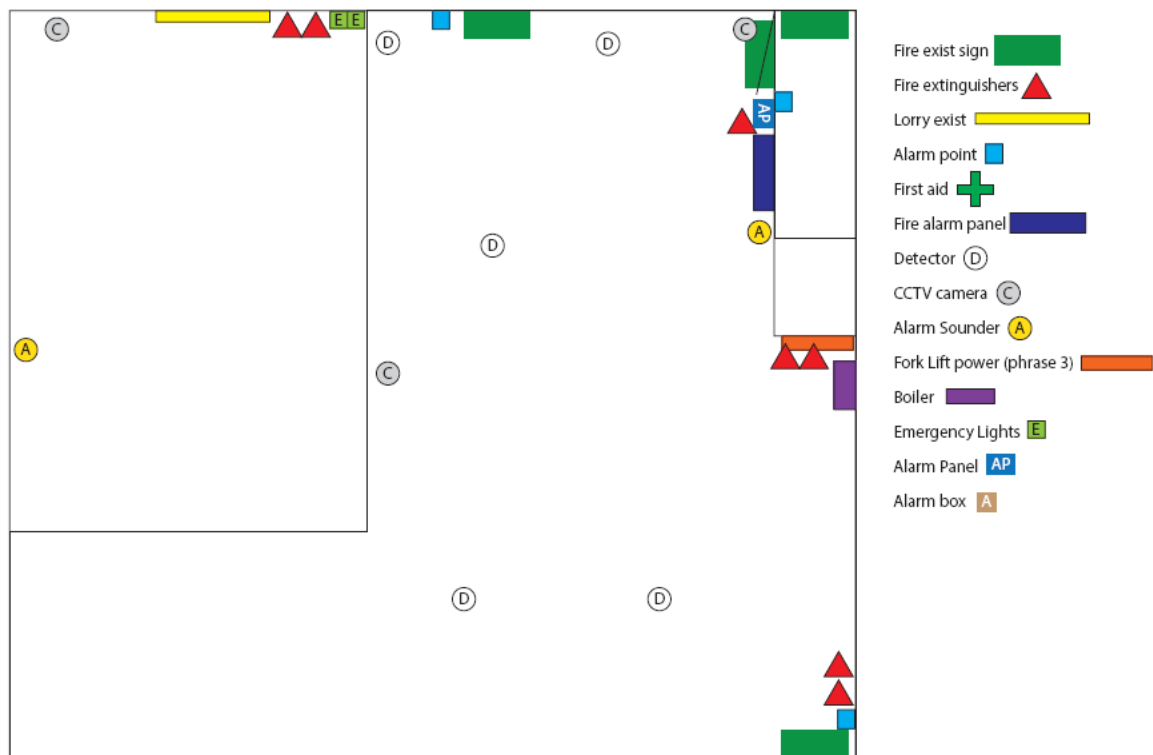 C
E E
D
D
C
AP
A
D
A
C
D
D
Fire exist sign
Fire extinguishers
Lorry exist
Alarm point
First aid
Fire alarm panel
Detector D
CCTV camera C
Alarm Sounder A
Fork Lift power (phrase 3)
Boiler
Emergency Lights E
Alarm Panel AP
Alarm box A